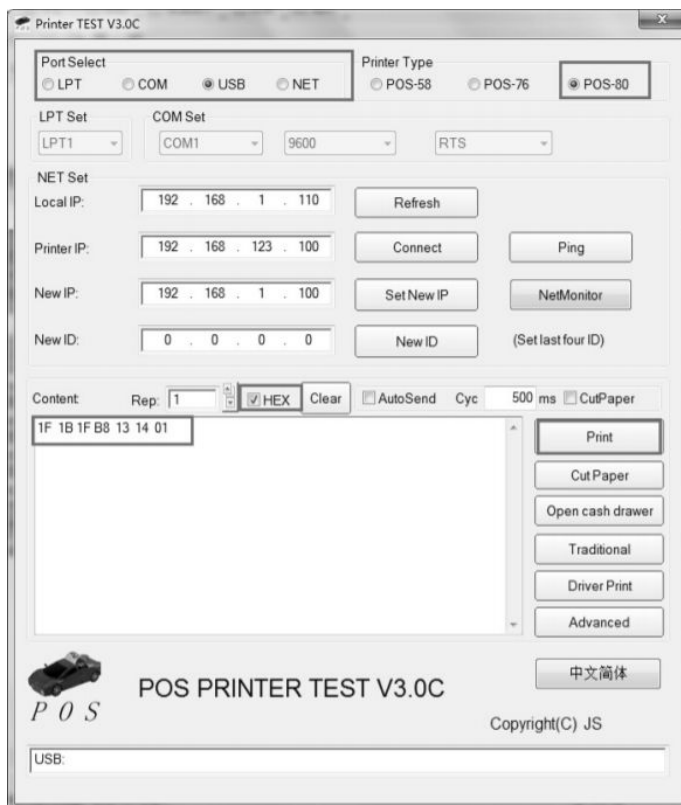 Printer TEST V3.0C
x
Port Select
LPT COM USB NET
Printer Type
POS-58 POS-76 POS-80
LPT Set
LPT1
COM Set
COM1 9600 RTS
NET Set
Local IP: 192 . 168 . 1 . 110 Refresh
Printer IP: 192 . 168 . 123 . 100 Connect Ping
New IP: 192 . 168 . 1 . 100 Set New IP NetMonitor
New ID: 0 . 0 . 0 . 0 New ID (Set last four ID)
Content Rep: 1 HEX Clear AutoSend Cyc 500 ms CutPaper
1F 1B 1F B8 13 14 01
Print
Cut Paper
Open cash drawer
Traditional
Driver Print
Advanced
中文简体
POS
POS PRINTER TEST V3.0C
Copyright(C) JS
USB: